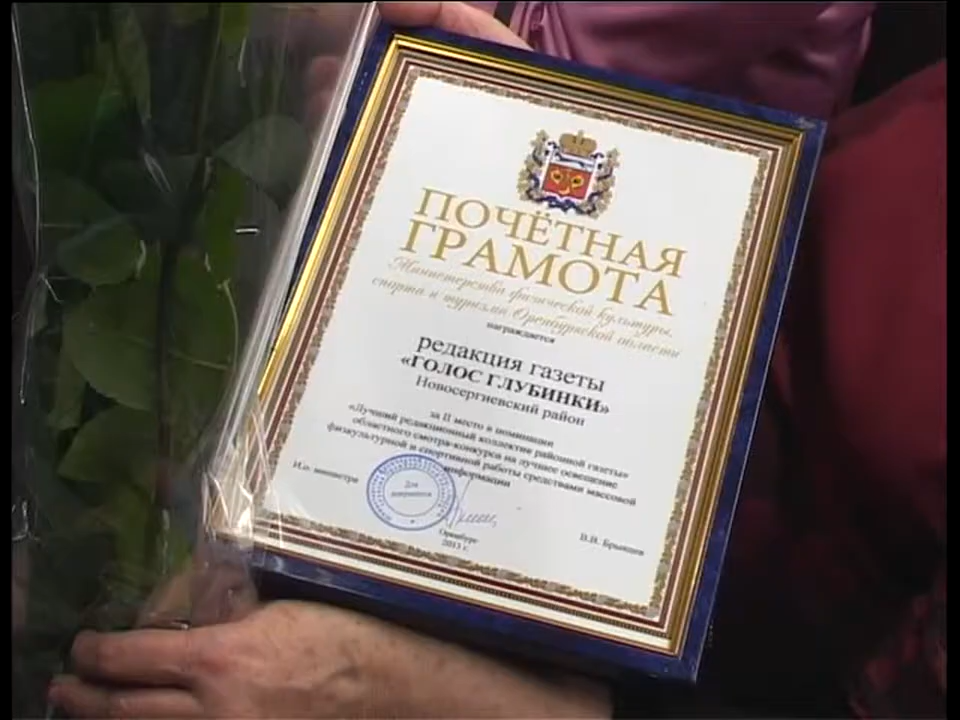 ПОЧЁТНАЯ
ГРАМОТА
Министерства физической культуры,
спорта и туризма Оренбургской области
награждается
редакция газеты
«ГОЛОС ГЛУБИНКИ»
Новосергиевский район
за II место в номинации
«Лучший редакционный коллектив районной газеты»
областного смотра-конкурса на лучшее освещение
физкультурной и спортивной работы средствами массовой
информации
И.о. министра
Для
документов
В.И.
Оренбург
2013 г.